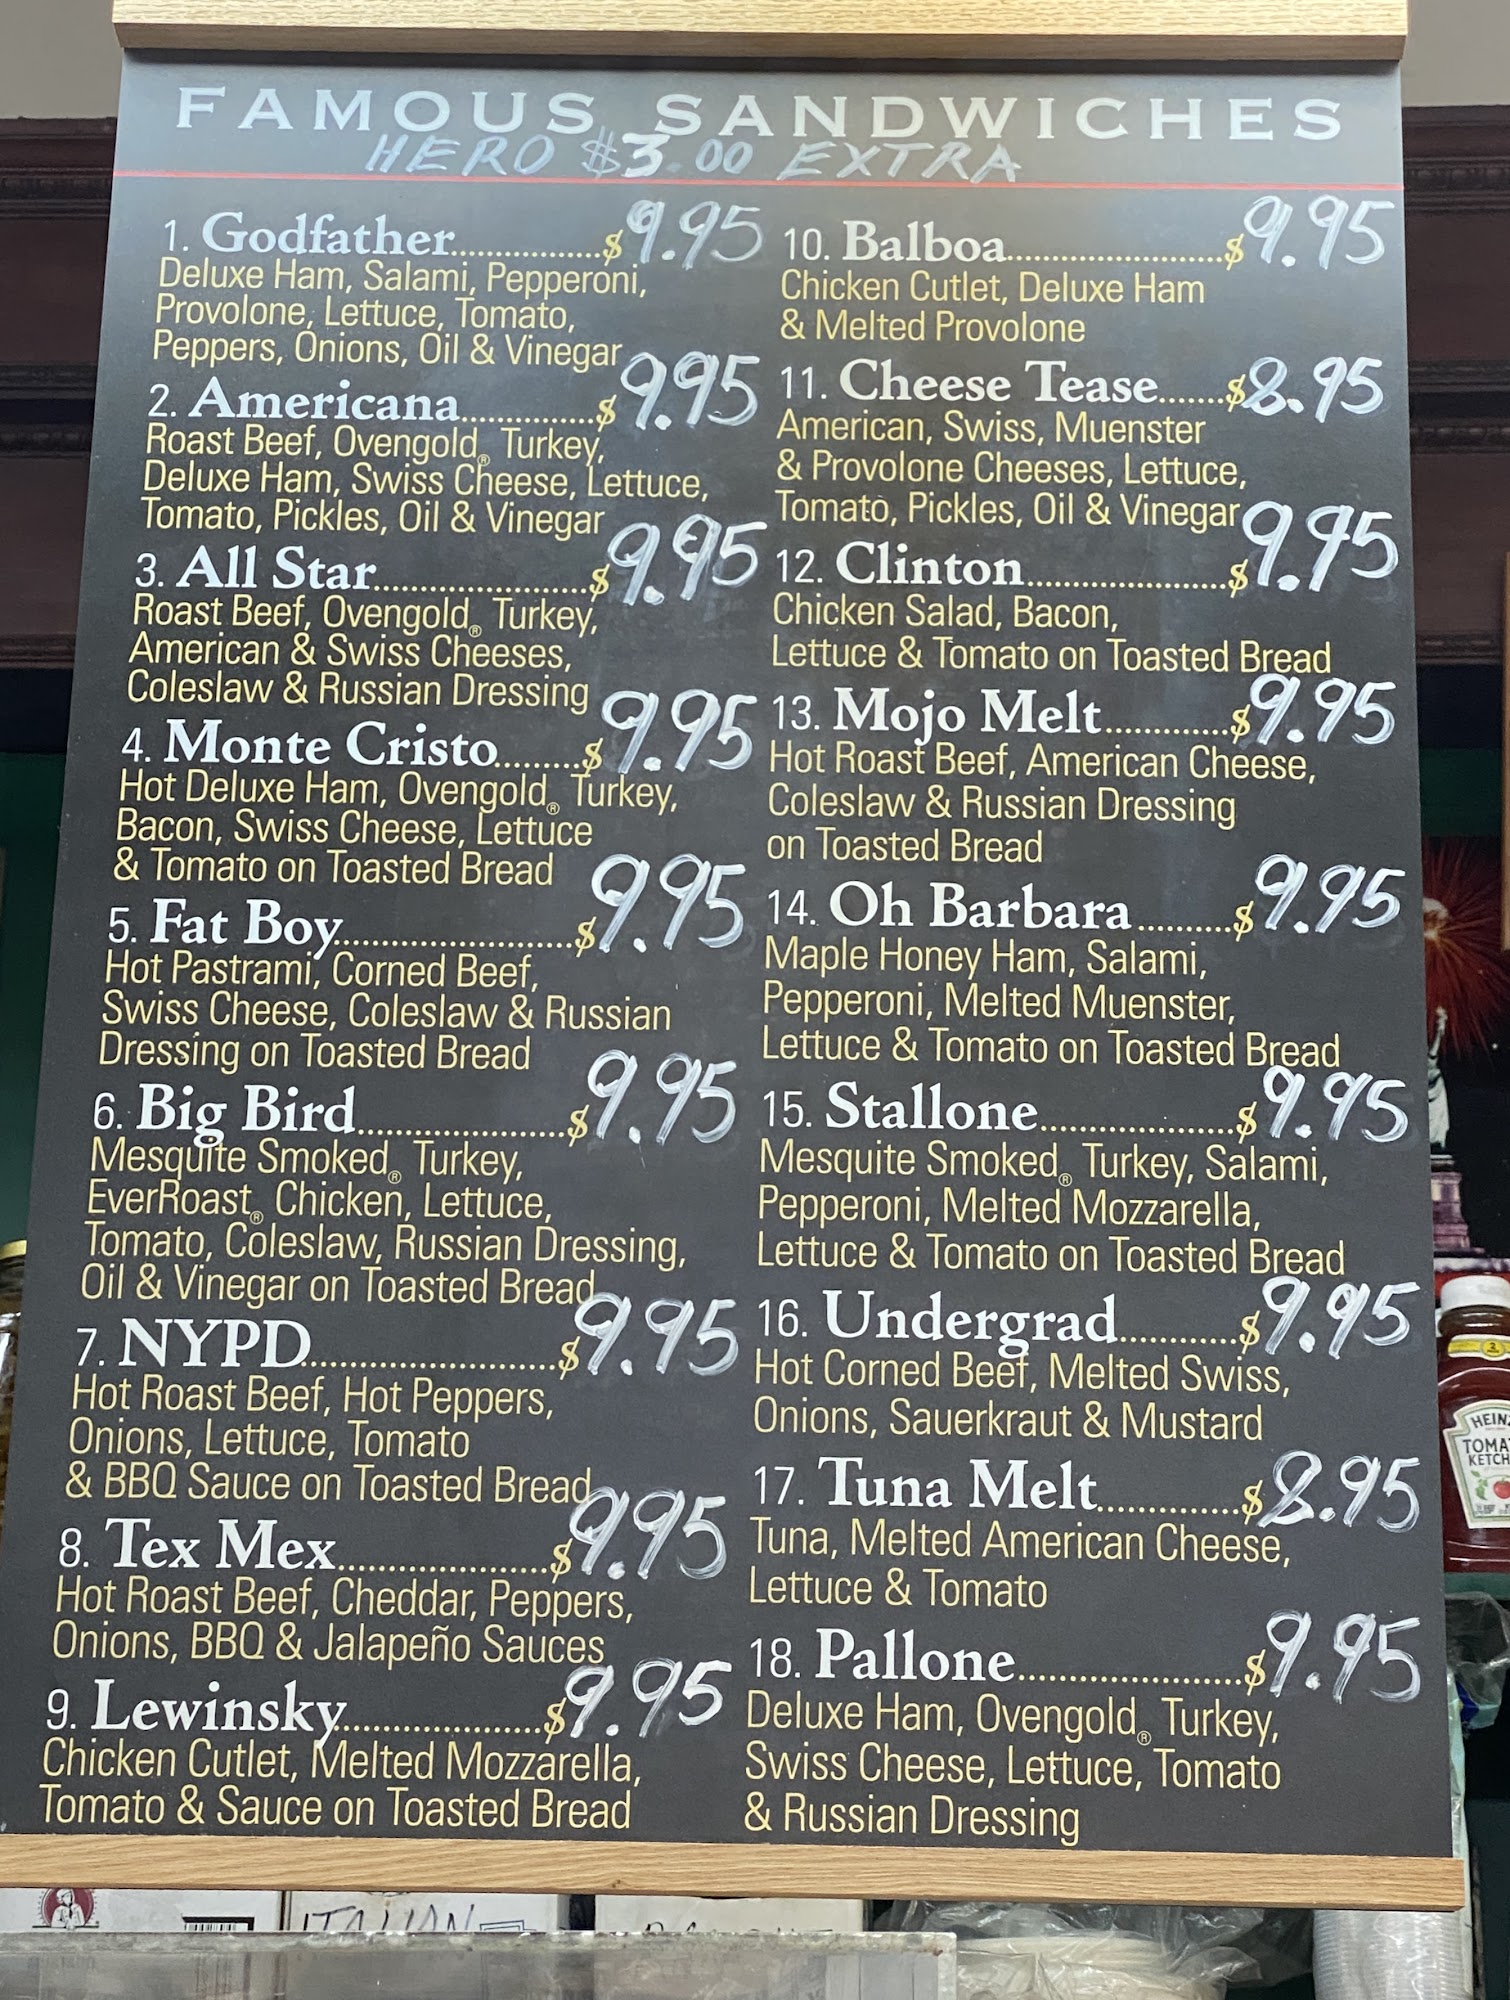 FAMOUS SANDWICHES
HERO $3.00 EXTRA
1. Godfather..............$9.95
Deluxe Ham, Salami, Pepperoni,
Provolone, Lettuce, Tomato,
Peppers, Onions, Oil & Vinegar
2. Americana.............$9.95
Roast Beef, Ovengold® Turkey,
Deluxe Ham, Swiss Cheese, Lettuce,
Tomato, Pickles, Oil & Vinegar
3. All Star.....................$9.95
Roast Beef, Ovengold® Turkey,
American & Swiss Cheeses,
Coleslaw & Russian Dressing
4. Monte Cristo.........$9.95
Hot Deluxe Ham, Ovengold® Turkey,
Bacon, Swiss Cheese, Lettuce
& Tomato on Toasted Bread
5. Fat Boy.......................$9.95
Hot Pastrami, Corned Beef,
Swiss Cheese, Coleslaw & Russian
Dressing on Toasted Bread
6. Big Bird.....................$9.95
Mesquite Smoked® Turkey,
EverRoast® Chicken, Lettuce,
Tomato, Coleslaw, Russian Dressing,
Oil & Vinegar on Toasted Bread
7. NYPD.........................$9.95
Hot Roast Beef, Hot Peppers,
Onions, Lettuce, Tomato
& BBQ Sauce on Toasted Bread
8. Tex Mex.....................$9.95
Hot Roast Beef, Cheddar, Peppers,
Onions, BBQ & Jalapeño Sauces
9. Lewinsky...................$9.95
Chicken Cutlet, Melted Mozzarella,
Tomato & Sauce on Toasted Bread
10. Balboa......................$9.95
Chicken Cutlet, Deluxe Ham
& Melted Provolone
11. Cheese Tease.......$8.95
American, Swiss, Muenster
& Provolone Cheeses, Lettuce,
Tomato, Pickles, Oil & Vinegar
12. Clinton....................$9.95
Chicken Salad, Bacon,
Lettuce & Tomato on Toasted Bread
13. Mojo Melt.............$9.95
Hot Roast Beef, American Cheese,
Coleslaw & Russian Dressing
on Toasted Bread
14. Oh Barbara..........$9.95
Maple Honey Ham, Salami,
Pepperoni, Melted Muenster,
Lettuce & Tomato on Toasted Bread
15. Stallone....................$9.95
Mesquite Smoked® Turkey, Salami,
Pepperoni, Melted Mozzarella,
Lettuce & Tomato on Toasted Bread
16. Undergrad............$9.95
Hot Corned Beef, Melted Swiss,
Onions, Sauerkraut & Mustard
17. Tuna Melt..............$8.95
Tuna, Melted American Cheese,
Lettuce & Tomato
18. Pallone.......................$9.95
Deluxe Ham, Ovengold® Turkey,
Swiss Cheese, Lettuce, Tomato
& Russian Dressing
ITALIAN
HEINZ
TOMA
KETCH